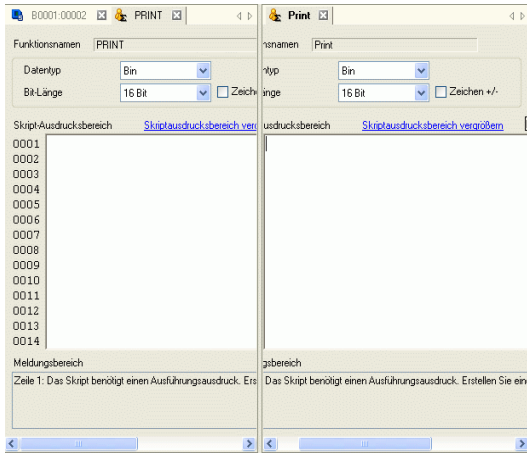 B0001:00002 PRINT
Funktionsnamen PRINT
Datentyp Bin
Bit-Länge 16 Bit Zeich
Skript-Ausdrucksbereich Skriptausdrucksbereich ver
0001
0002
0003
0004
0005
0006
0007
0008
0009
0010
0011
0012
0013
0014
Meldungsbereich
Zeile 1: Das Skript benötigt einen Ausführungsausdruck. Ers
Print
nsnamen Print
ntyp Bin
inge 16 Bit Zeichen +/-
usdrucksbereich Skriptausdrucksbereich vergrößern
gsbereich
Das Skript benötigt einen Ausführungsausdruck. Erstellen Sie ein